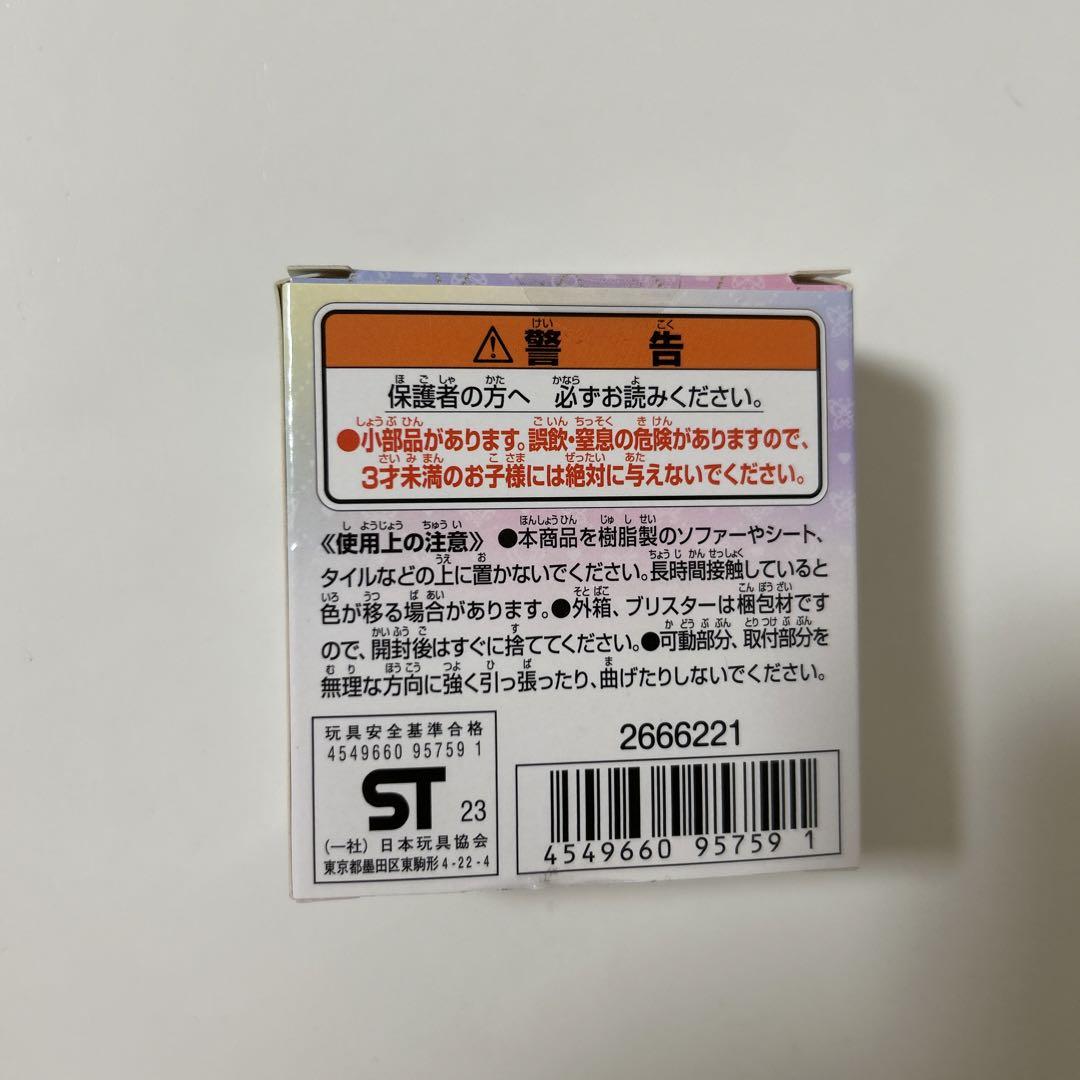 ⚠警告
保護者の方へ 必ずお読みください。
●小部品があります。誤飲・窒息の危険がありますので、
3才未満のお子様には絶対に与えないでください。
《使用上の注意》 ●本商品を樹脂製のソファーやシート、
タイルなどの上に置かないでください。長時間接触していると
色が移る場合があります。●外箱、ブリスターは梱包材です
ので、開封後はすぐに捨ててください。●可動部分、取付部分を
無理な方向に強く引っ張ったり、曲げたりしないでください。
玩具安全基準合格
4549660 95759 1
ST 23
(一社)日本玩具協会
東京都墨田区東駒形4-22-4
2666221
4549660 957591